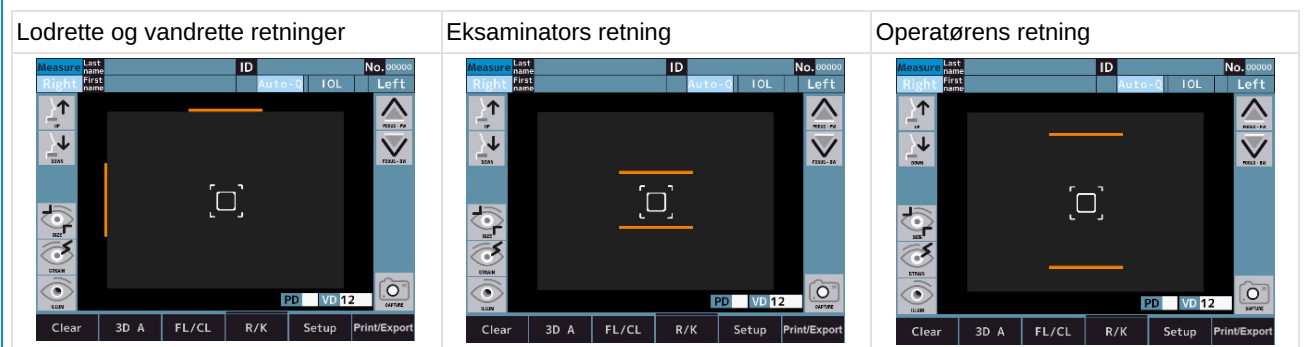 Lodrette og vandrette retninger
Eksaminators retning
Operatørens retning
Measure Last name ID No. 00000
Right First name Auto-Q IOL Left
UP FOCUS - FW
DOWN FOCUS - BW
SIZE
STRAIN
ILLUM CAPTURE
PD VD 12
Clear 3D A FL/CL R/K Setup Print/Export
Measure Last name ID No. 00000
Right First name Auto-Q IOL Left
UP FOCUS - FW
DOWN FOCUS - BW
SIZE
STRAIN
ILLUM CAPTURE
PD VD 12
Clear 3D A FL/CL R/K Setup Print/Export
Measure Last name ID No. 00000
Right First name Auto-Q IOL Left
UP FOCUS - FW
DOWN FOCUS - BW
SIZE
STRAIN
ILLUM CAPTURE
PD VD 12
Clear 3D A FL/CL R/K Setup Print/Export